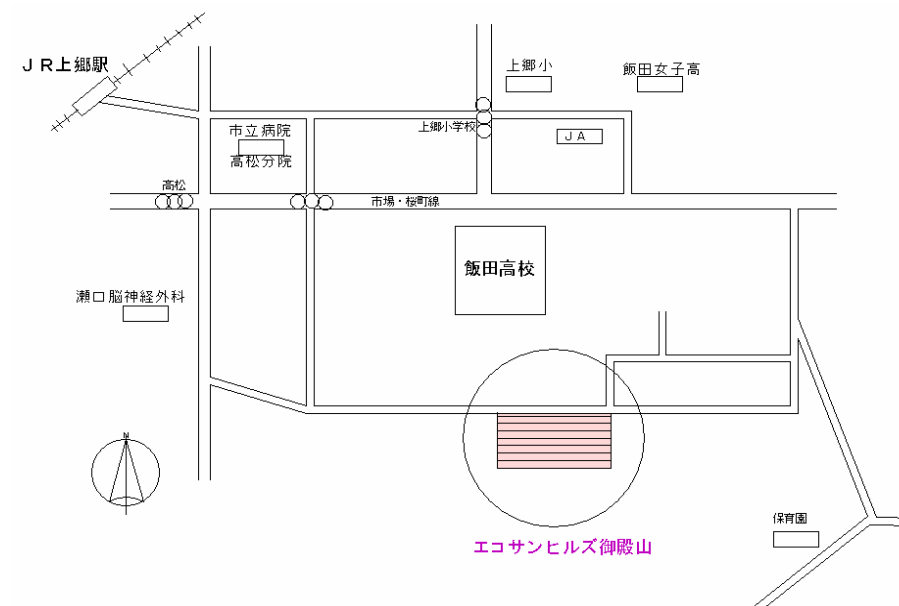 ＪＲ上郷駅
上郷小
飯田女子高
市立病院
高松分院
上郷小学校
ＪＡ
高松
市場・桜町線
飯田高校
瀬口脳神経外科
N
保育園
エコサンヒルズ御殿山